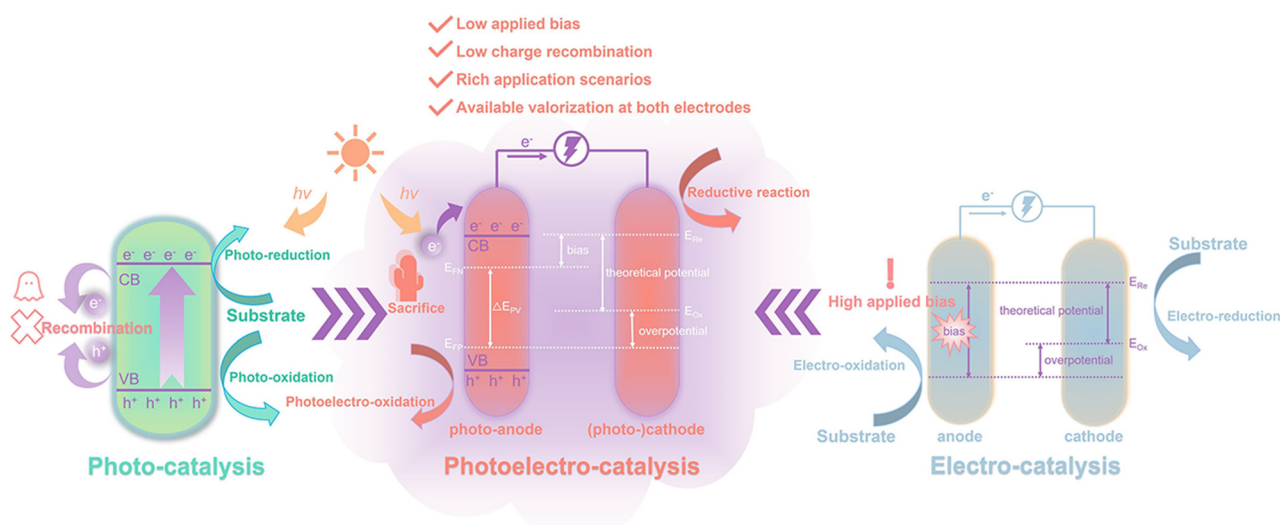 Low applied bias
Low charge recombination
Rich application scenarios
Available valorization at both electrodes
hν
hν
e⁻ e⁻ e⁻ e⁻
CB
e⁻
Recombination
h⁺
VB
h⁺ h⁺ h⁺ h⁺
Photo-reduction
Substrate
Photo-oxidation
Photo-catalysis
e⁻
e⁻
Sacrifice
Photoelectro-oxidation
e⁻ e⁻ e⁻
CB
E_FN
△E_PV
E_FP
VB
h⁺ h⁺ h⁺
bias
theoretical potential
overpotential
E_Re
E_Ox
Reductive reaction
photo-anode
(photo-)cathode
Photoelectro-catalysis
!
High applied bias
Electro-oxidation
Substrate
e⁻
bias
theoretical potential
overpotential
E_Re
E_Ox
Substrate
Electro-reduction
anode
cathode
Electro-catalysis